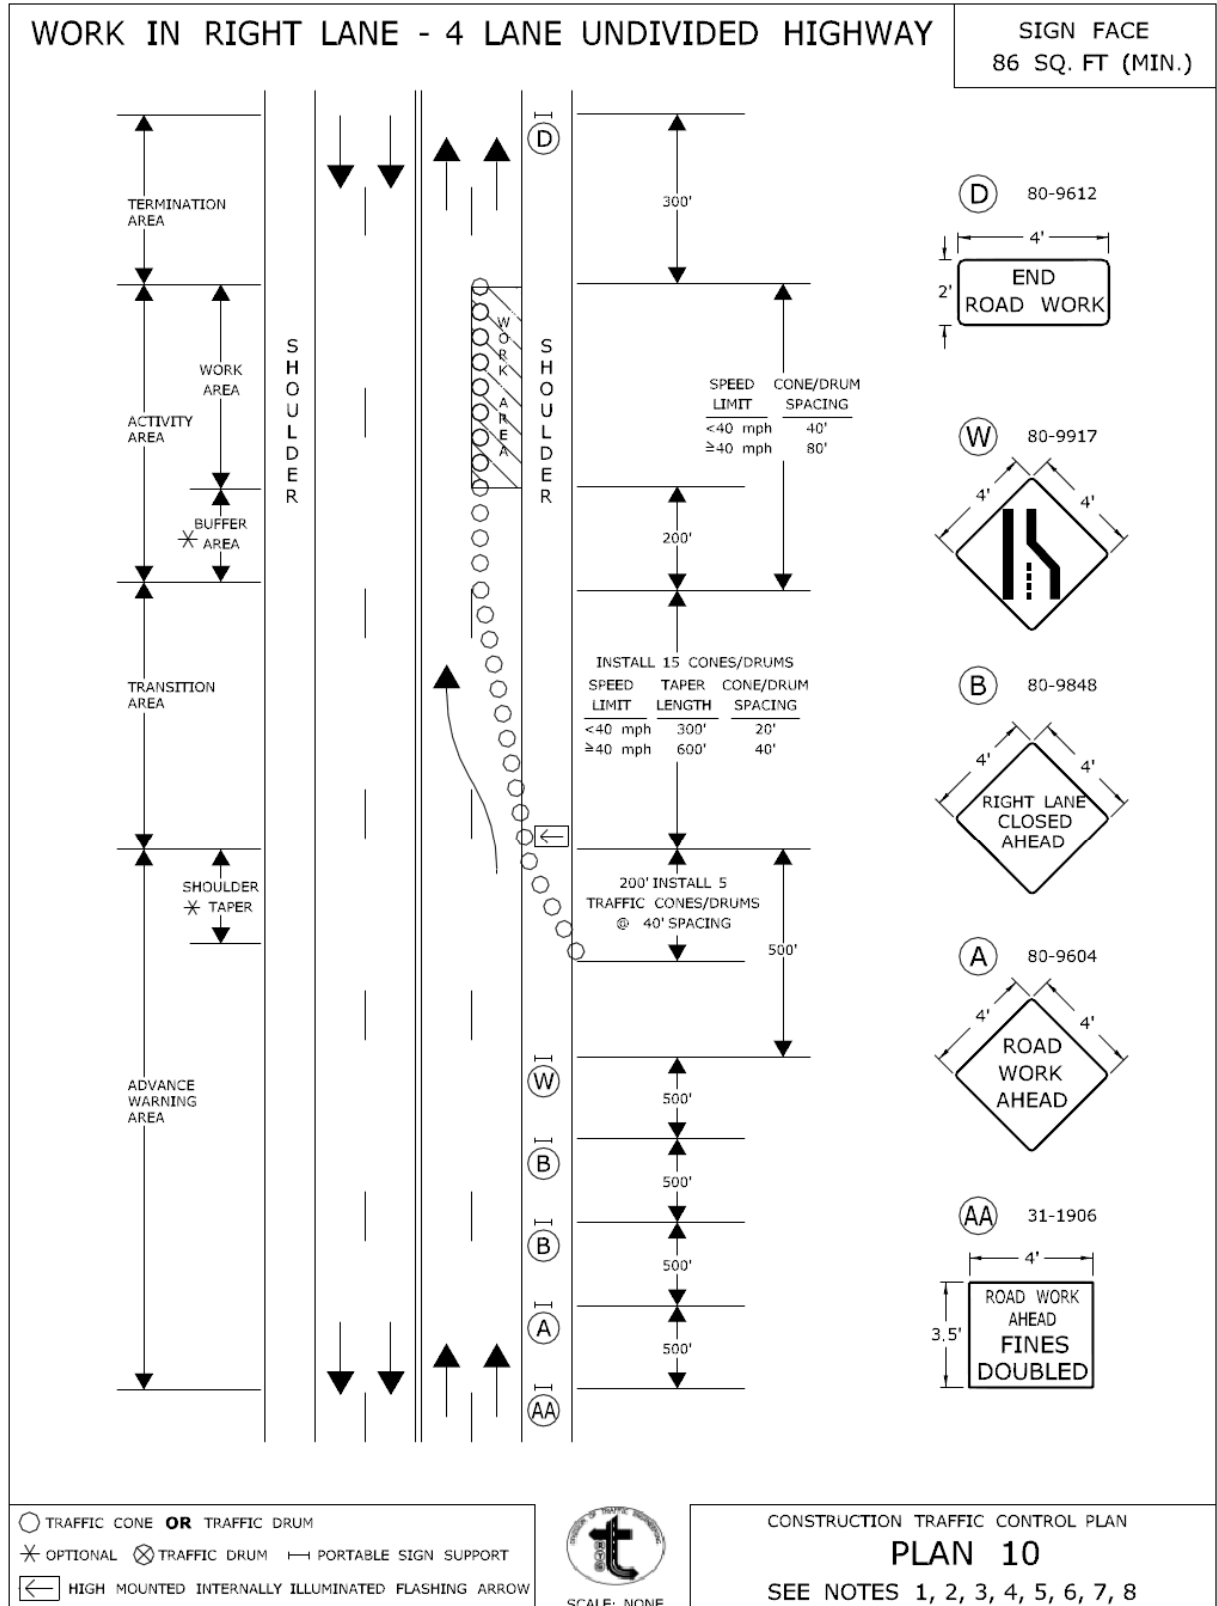 WORK IN RIGHT LANE - 4 LANE UNDIVIDED HIGHWAY
SIGN FACE
86 SQ. FT (MIN.)
D
TERMINATION
AREA
300'
D 80-9612
4'
2'
END
ROAD WORK
SHOULDER
WORK AREA
SHOULDER
WORK
AREA
ACTIVITY
AREA
SPEED CONE/DRUM
LIMIT SPACING
<40 mph 40'
≧40 mph 80'
W 80-9917
4' 4'
BUFFER
* AREA
200'
TRANSITION
AREA
INSTALL 15 CONES/DRUMS
SPEED TAPER CONE/DRUM
LIMIT LENGTH SPACING
<40 mph 300' 20'
≧40 mph 600' 40'
B 80-9848
4' 4'
RIGHT LANE
CLOSED
AHEAD
SHOULDER
* TAPER
200' INSTALL 5
TRAFFIC CONES/DRUMS
@ 40' SPACING
500'
A 80-9604
4' 4'
ROAD
WORK
AHEAD
ADVANCE
WARNING
AREA
W
500'
B
500'
B
500'
A
500'
AA
AA 31-1906
4'
3.5'
ROAD WORK
AHEAD
FINES
DOUBLED
TRAFFIC CONE OR TRAFFIC DRUM
* OPTIONAL TRAFFIC DRUM PORTABLE SIGN SUPPORT
HIGH MOUNTED INTERNALLY ILLUMINATED FLASHING ARROW
DIVISION OF TRAFFIC ENGINEERING
t
SCALE: NONE
CONSTRUCTION TRAFFIC CONTROL PLAN
PLAN 10
SEE NOTES 1, 2, 3, 4, 5, 6, 7, 8